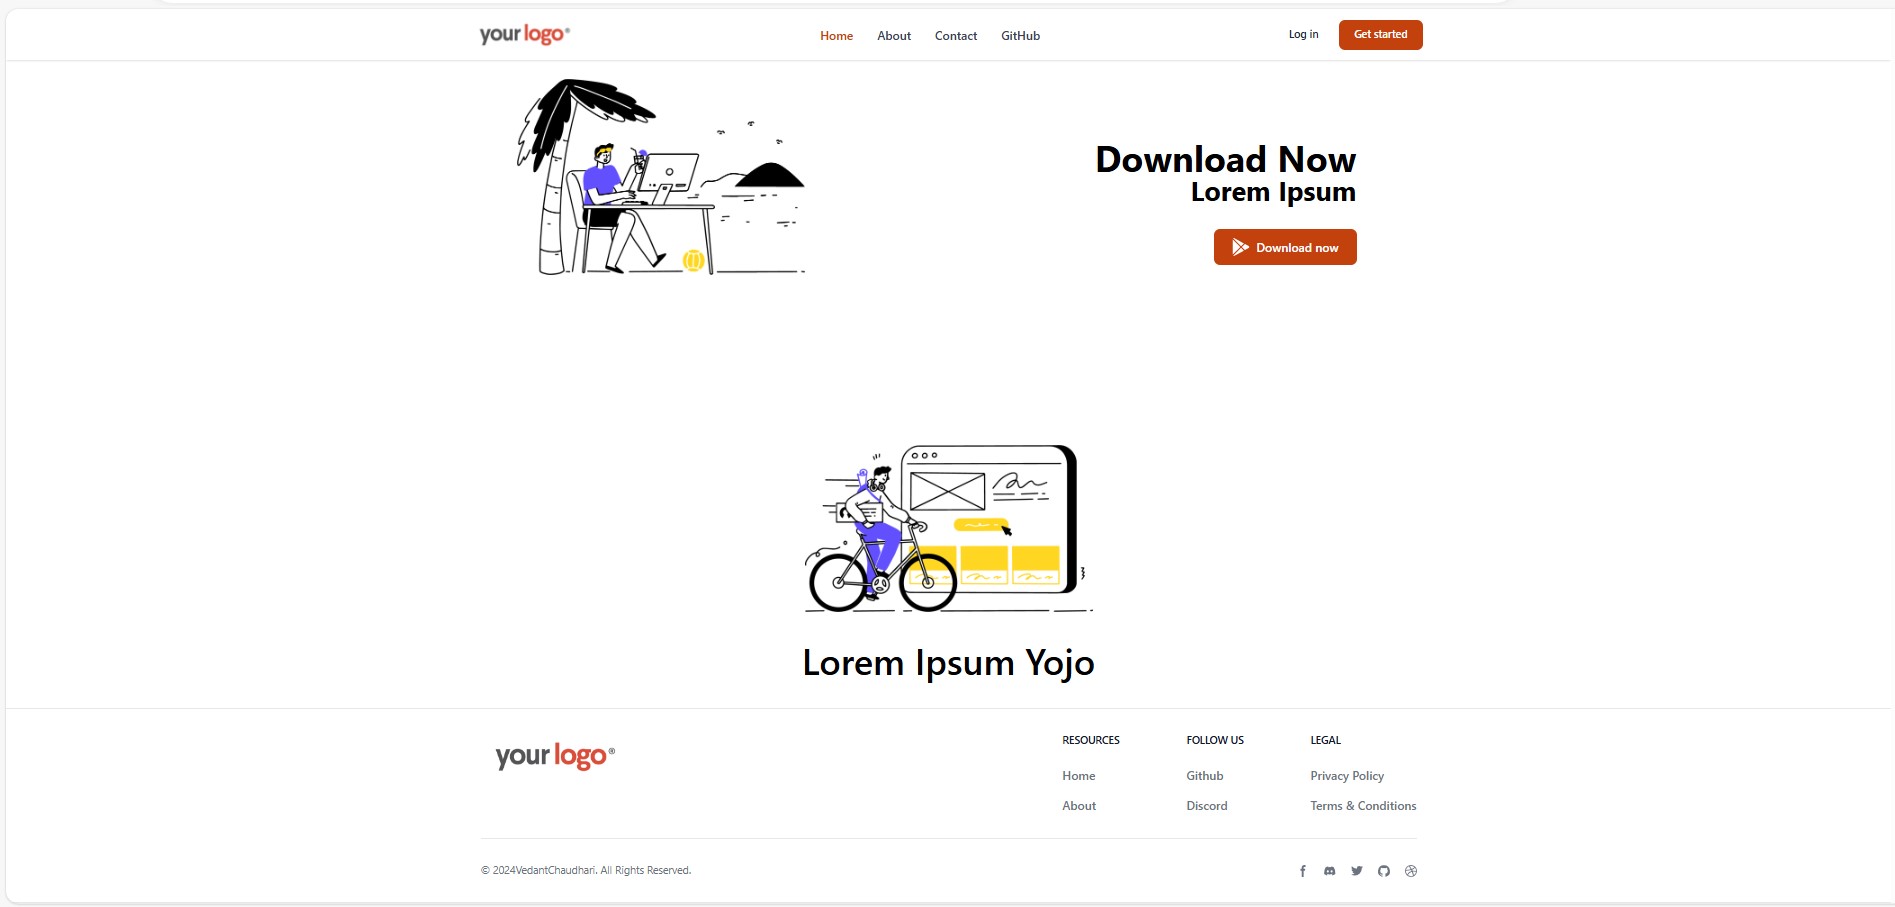 your logo®
Home About Contact GitHub
Log in Get started
Download Now
Lorem Ipsum
Download now
Lorem Ipsum Yojo
your logo®
RESOURCES
Home
About
FOLLOW US
Github
Discord
LEGAL
Privacy Policy
Terms & Conditions
© 2024VedantChaudhari. All Rights Reserved.